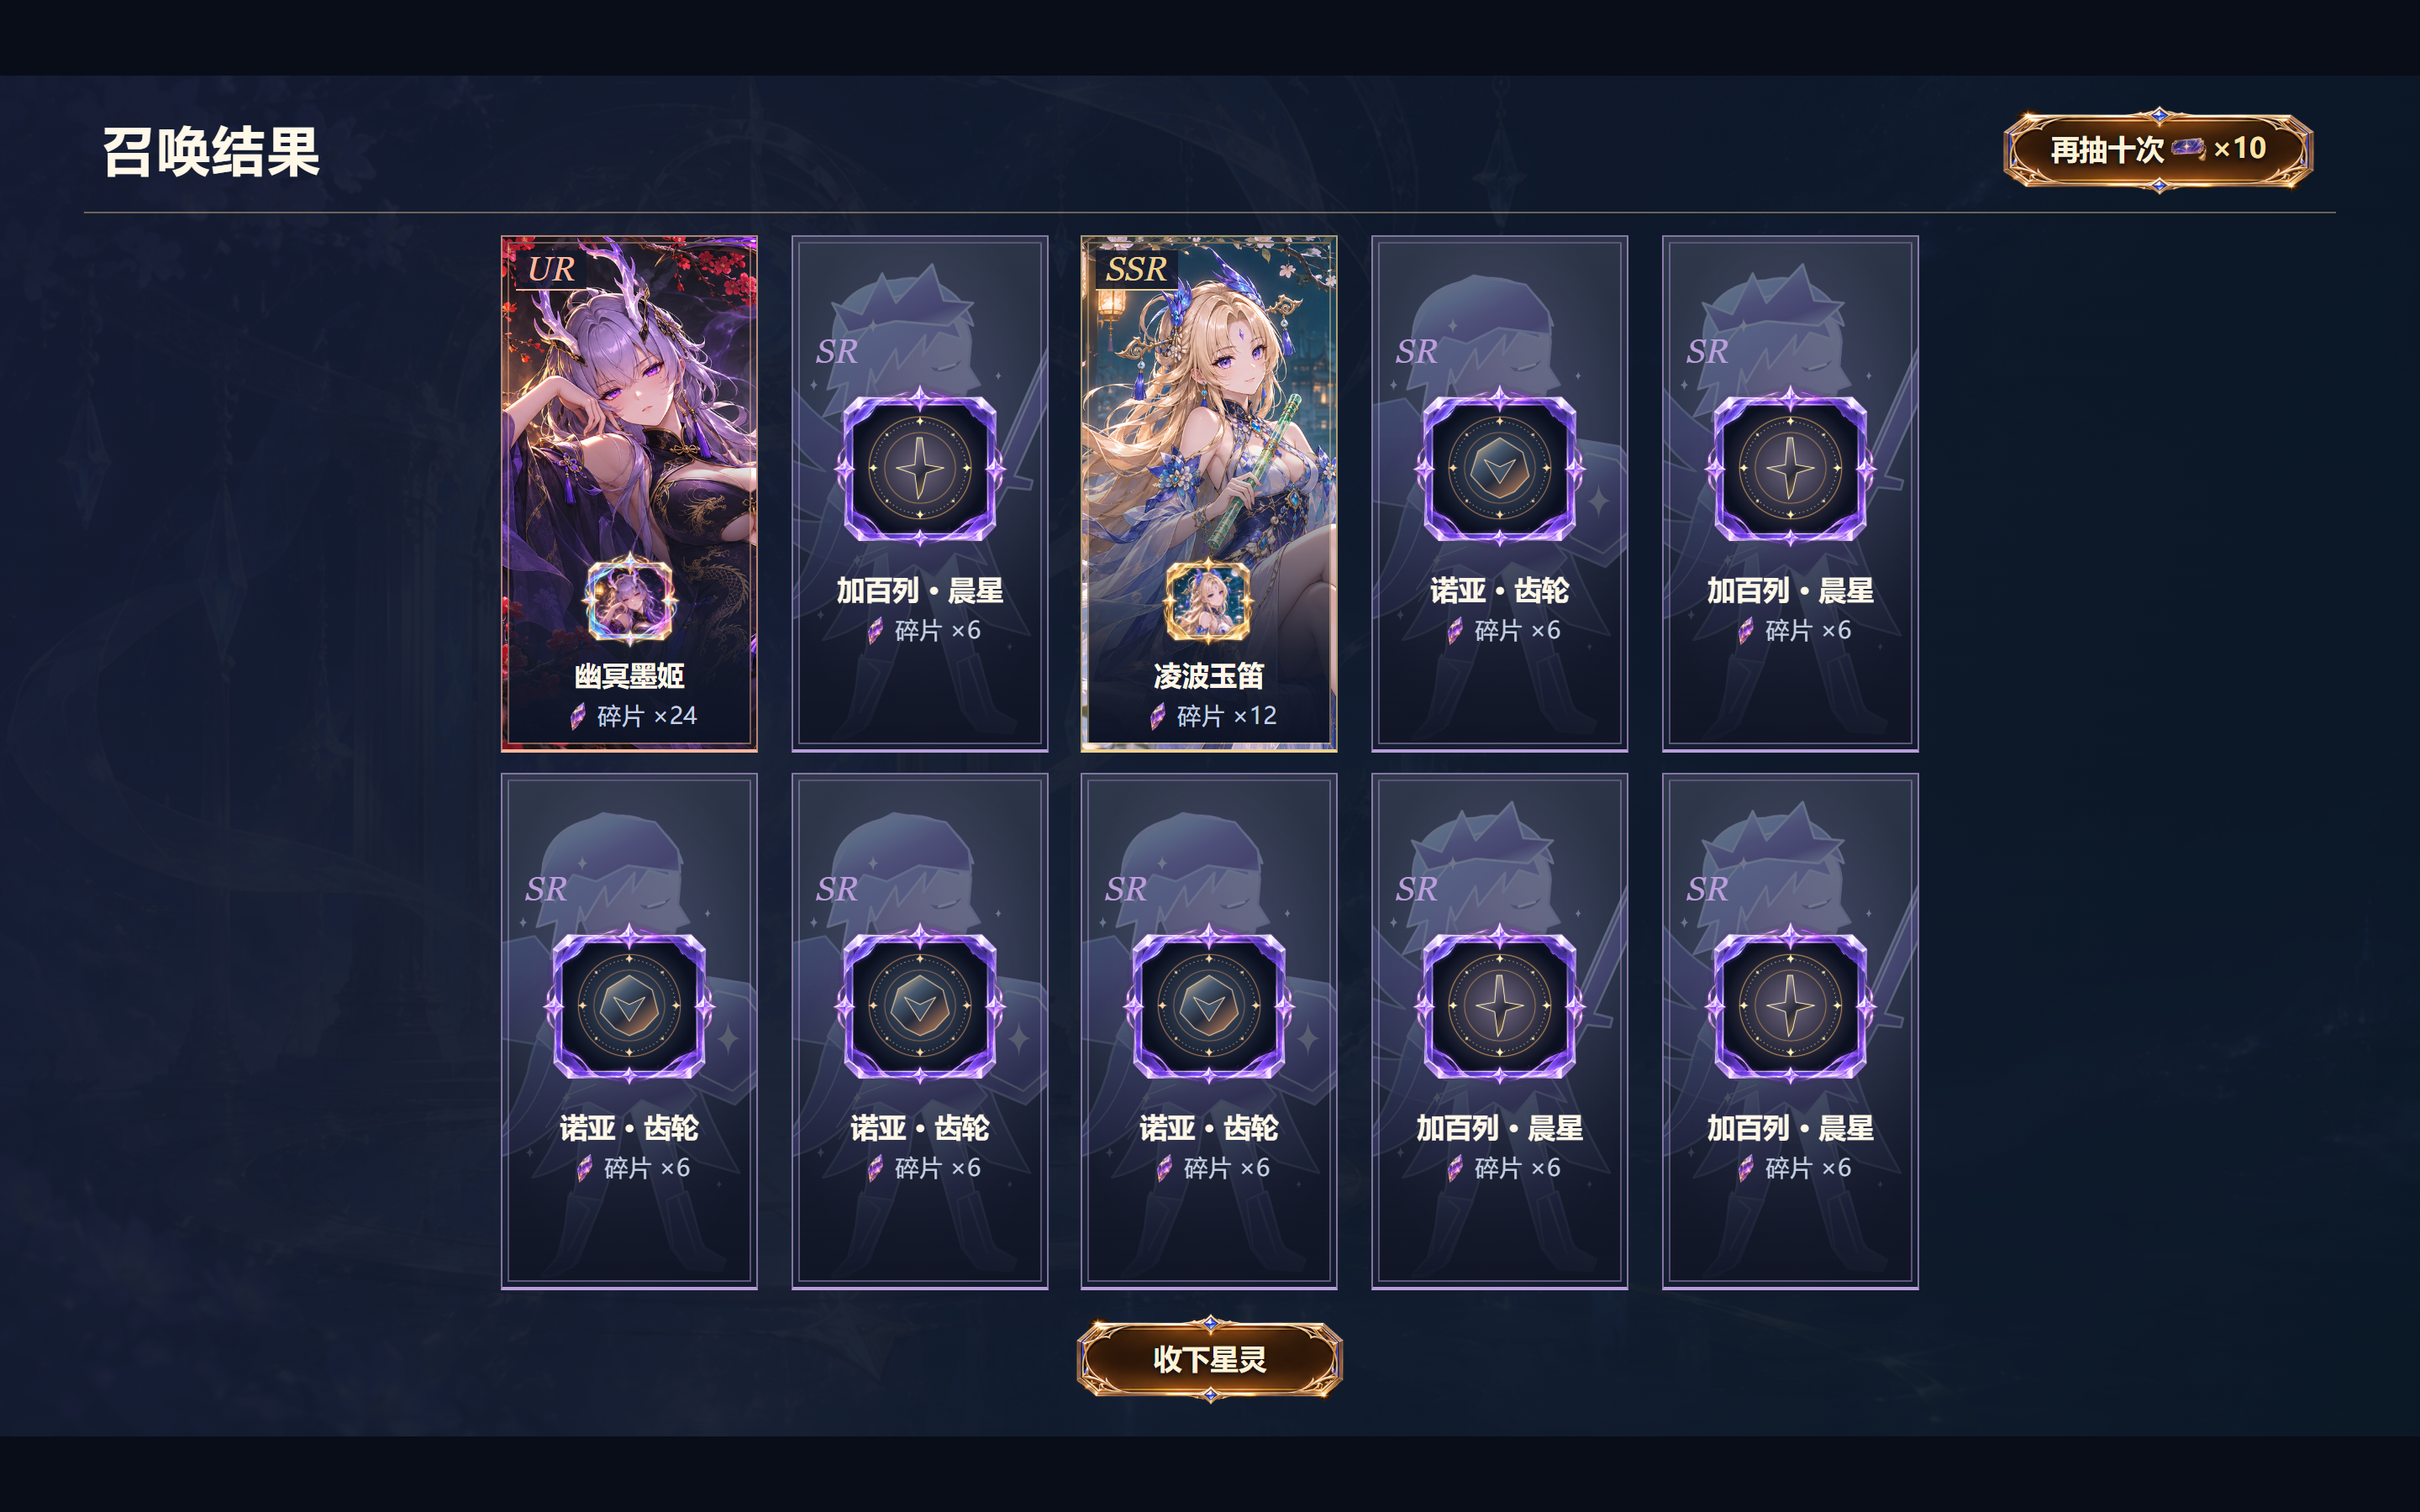 召唤结果
再抽十次 ×10
UR
幽冥墨姬
碎片 ×24
SR
加百列·晨星
碎片 ×6
SSR
凌波玉笛
碎片 ×12
SR
诺亚·齿轮
碎片 ×6
SR
加百列·晨星
碎片 ×6
SR
诺亚·齿轮
碎片 ×6
SR
诺亚·齿轮
碎片 ×6
SR
诺亚·齿轮
碎片 ×6
SR
加百列·晨星
碎片 ×6
SR
加百列·晨星
碎片 ×6
收下星灵